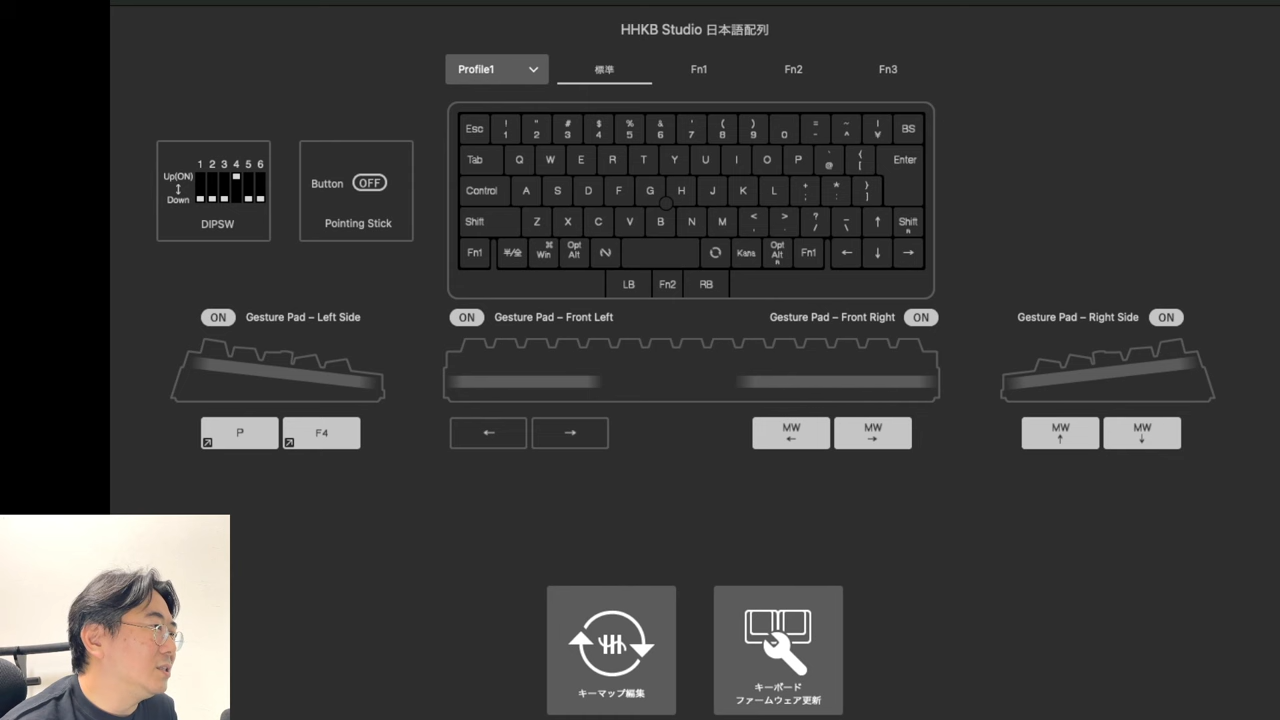 HHKB Studio 日本語配列
Profile1 標準 Fn1 Fn2 Fn3
1 2 3 4 5 6
Up(ON)
↕
Down
DIPSW
Button OFF
Pointing Stick
Esc ! 1 " 2 # 3 $ 4 % 5 & 6 ' 7 ( 8 ) 9 0 = - ~ ^ | ¥ BS
Tab Q W E R T Y U I O P ` @ { [ Enter
Control A S D F G H J K L + ; * : } ]
Shift Z X C V B N M < , > . ? / _ \ ↑ Shift R
Fn1 半/全 ⌘ Win Opt Alt Kana Opt Alt R Fn1 ← ↓ →
LB Fn2 RB
ON Gesture Pad – Left Side
ON Gesture Pad – Front Left
Gesture Pad – Front Right ON
Gesture Pad – Right Side ON
P F4
← →
MW ← MW →
MW ↑ MW ↓
キーマップ編集
キーボード
ファームウェア更新